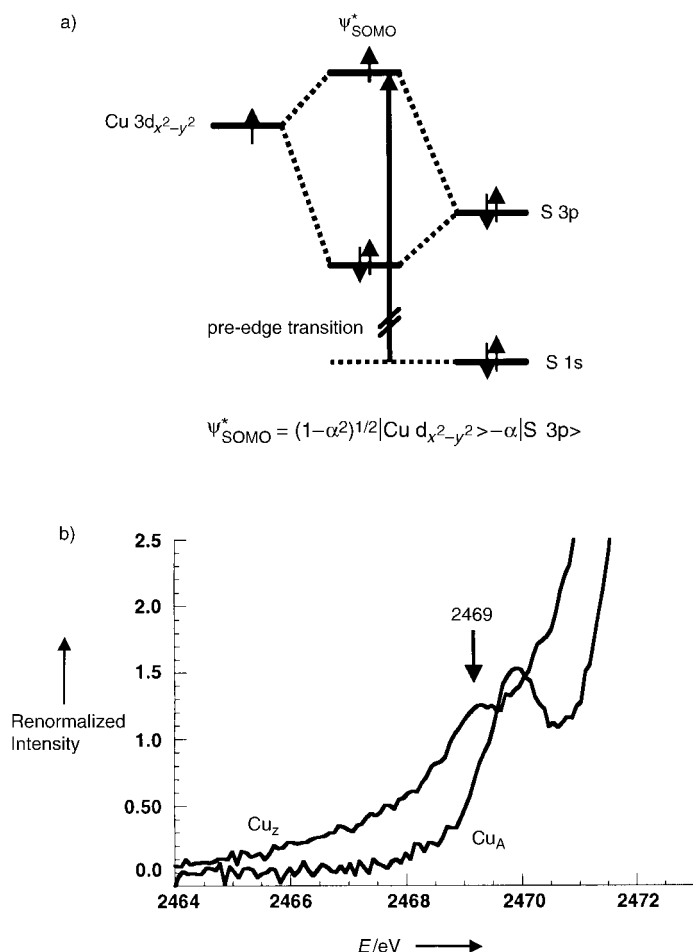 a)
ψ*SOMO
Cu 3dx²–y²
S 3p
pre-edge transition
S 1s
ψ*SOMO = (1–α²)1/2|Cu dx²–y²>–α|S 3p>
b)
2.5
2.0
1.5
1.0
0.50
0.0
2469
Renormalized
Intensity
Cuz
CuA
2464
2466
2468
2470
2472
E/eV